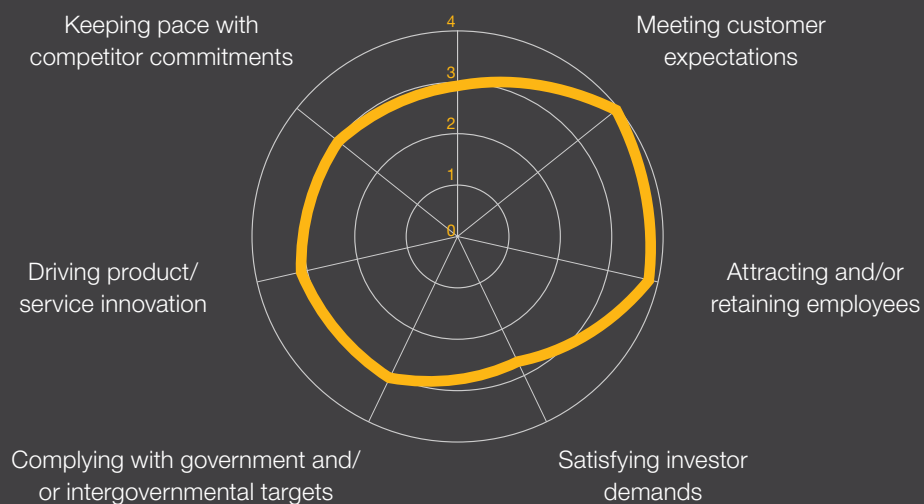 Keeping pace with
competitor commitments
4
Meeting customer
expectations
3
2
1
0
Driving product/
service innovation
Attracting and/or
retaining employees
Complying with government and/
or intergovernmental targets
Satisfying investor
demands